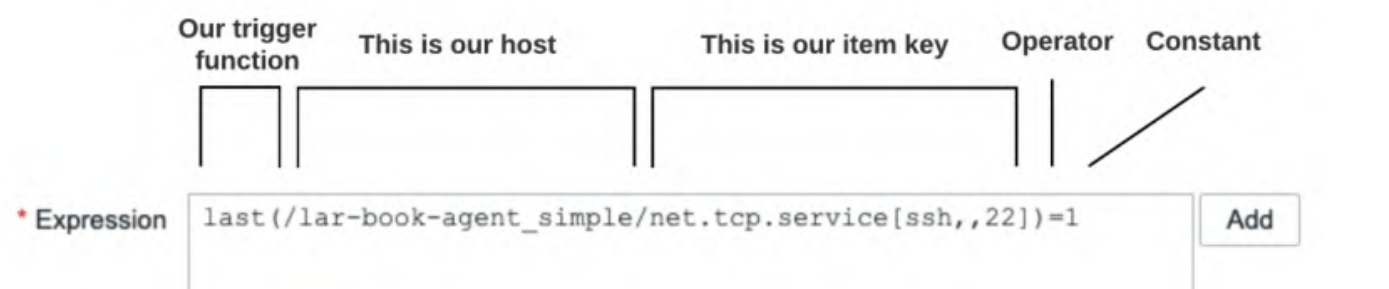 Our trigger
function
This is our host
This is our item key
Operator
Constant
* Expression
last(/lar-book-agent_simple/net.tcp.service[ssh,,22])=1
Add